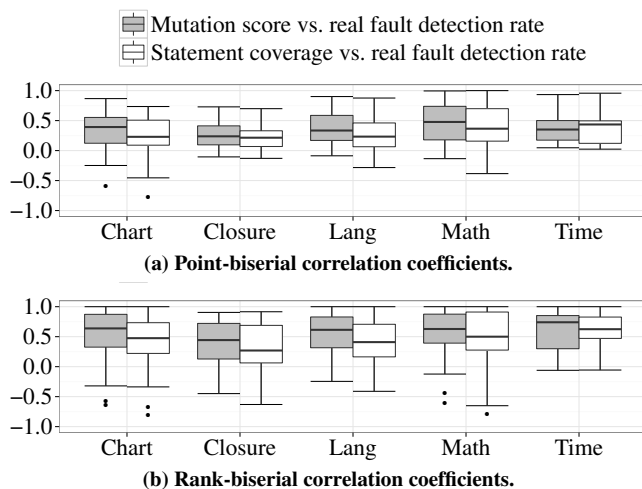 Mutation score vs. real fault detection rate
Statement coverage vs. real fault detection rate
1.0
0.5
0.0
−0.5
−1.0
Chart Closure Lang Math Time
(a) Point-biserial correlation coefficients.
1.0
0.5
0.0
−0.5
−1.0
Chart Closure Lang Math Time
(b) Rank-biserial correlation coefficients.